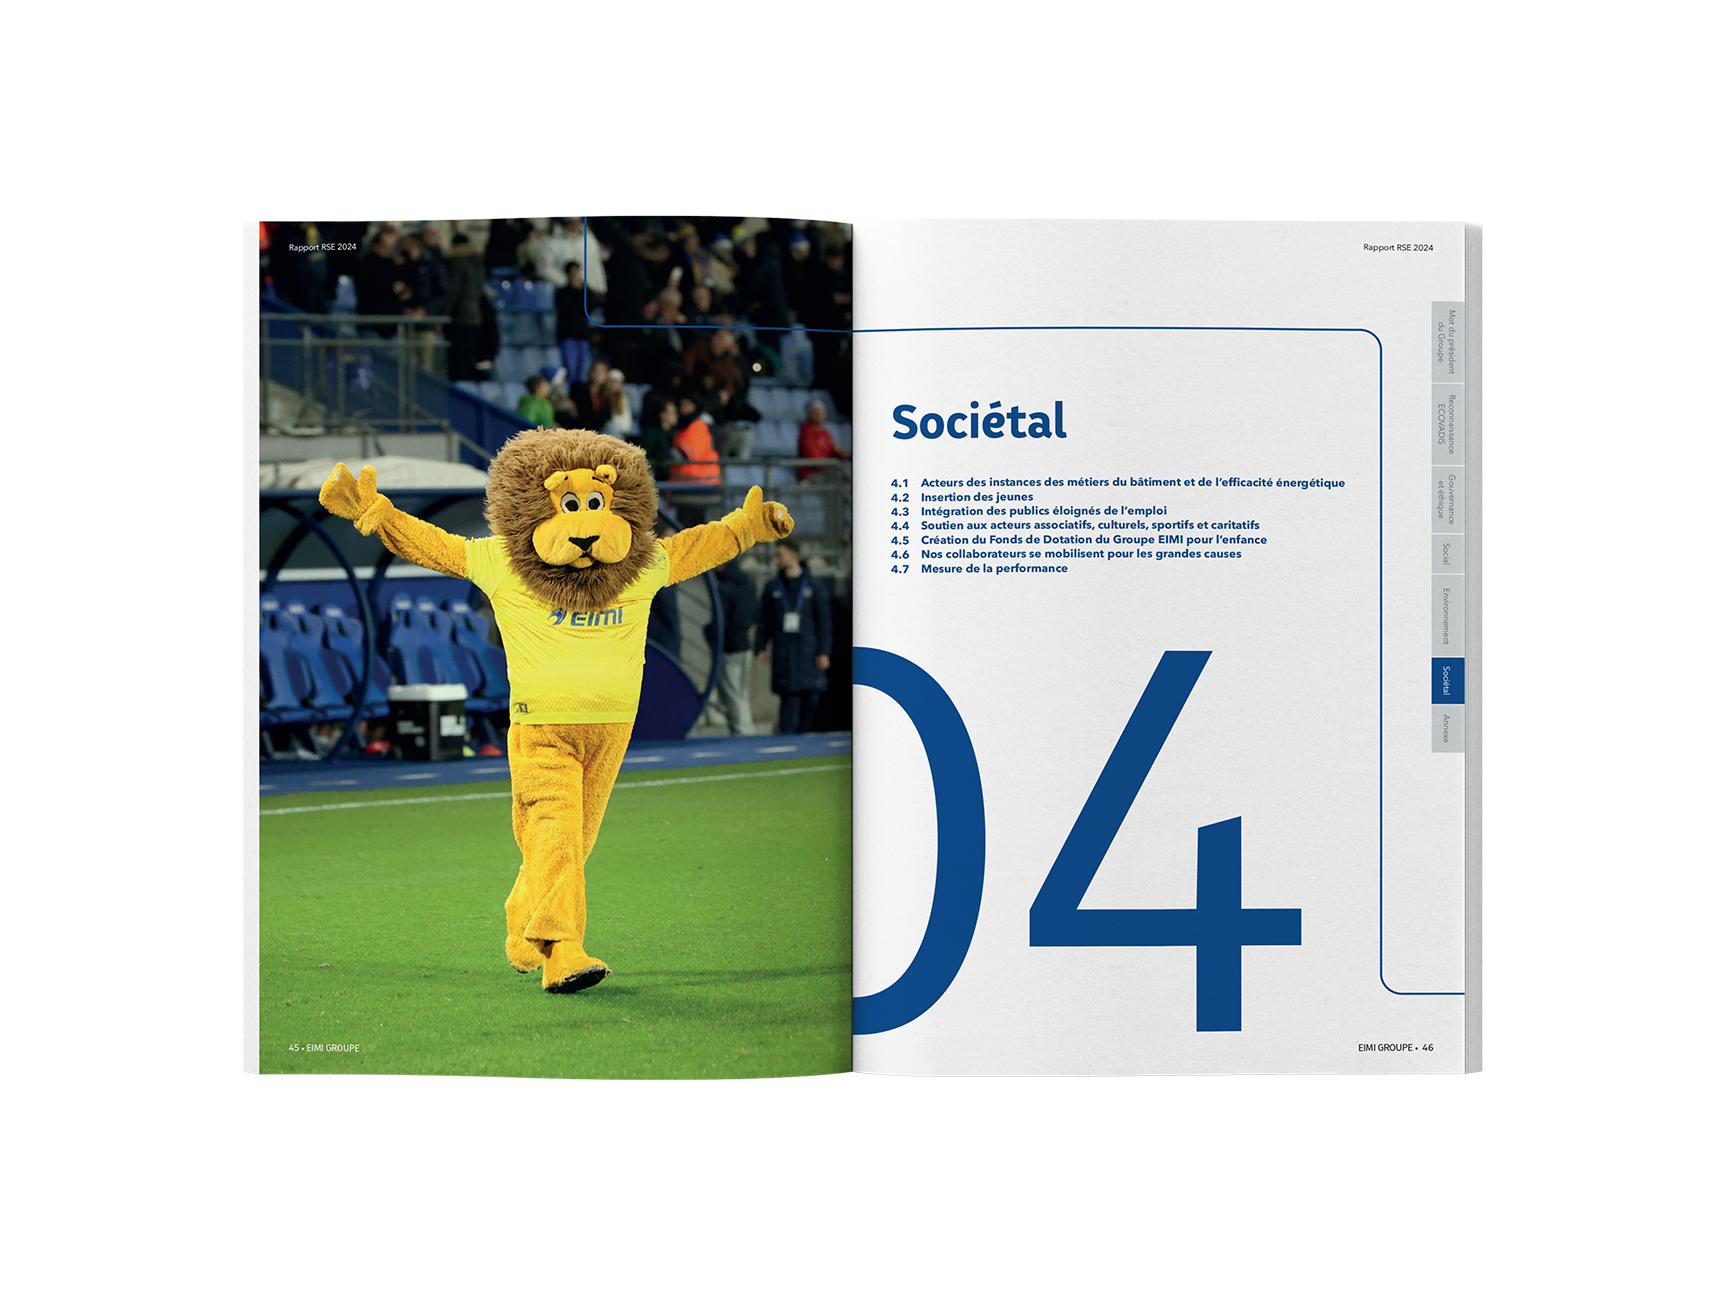 Rapport RSE 2024
EIMI
45 • EIMI GROUPE
Rapport RSE 2024
Sociétal
4.1 Acteurs des instances des métiers du bâtiment et de l’efficacité énergétique
4.2 Insertion des jeunes
4.3 Intégration des publics éloignés de l’emploi
4.4 Soutien aux acteurs associatifs, culturels, sportifs et caritatifs
4.5 Création du Fonds de Dotation du Groupe EIMI pour l’enfance
4.6 Nos collaborateurs se mobilisent pour les grandes causes
4.7 Mesure de la performance
04
Mot du président
du Groupe
Reconnaissance
ECOVADIS
Gouvernance
et éthique
Social
Environnement
Sociétal
Annexe
EIMI GROUPE • 46